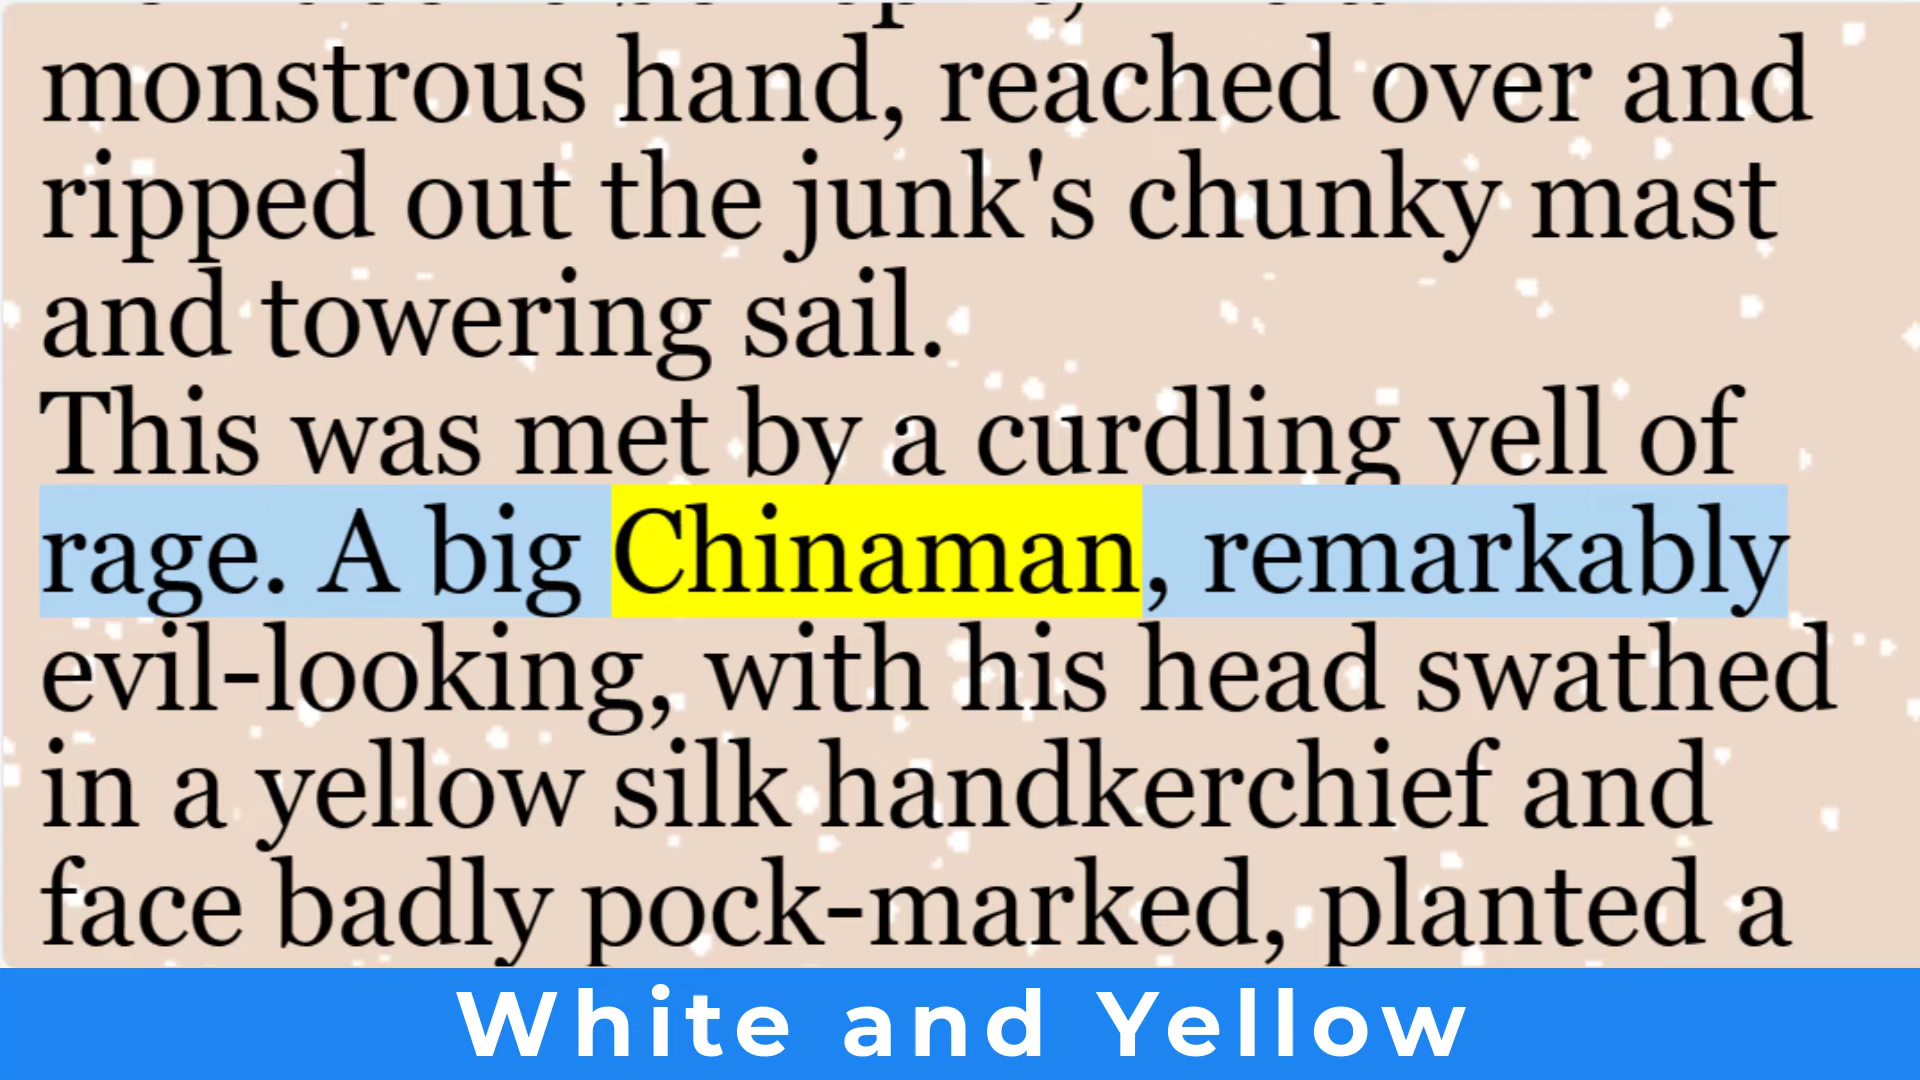 monstrous hand, reached over and
ripped out the junk's chunky mast
and towering sail.
This was met by a curdling yell of
rage. A big Chinaman, remarkably
evil-looking, with his head swathed
in a yellow silk handkerchief and
face badly pock-marked, planted a
White and Yellow